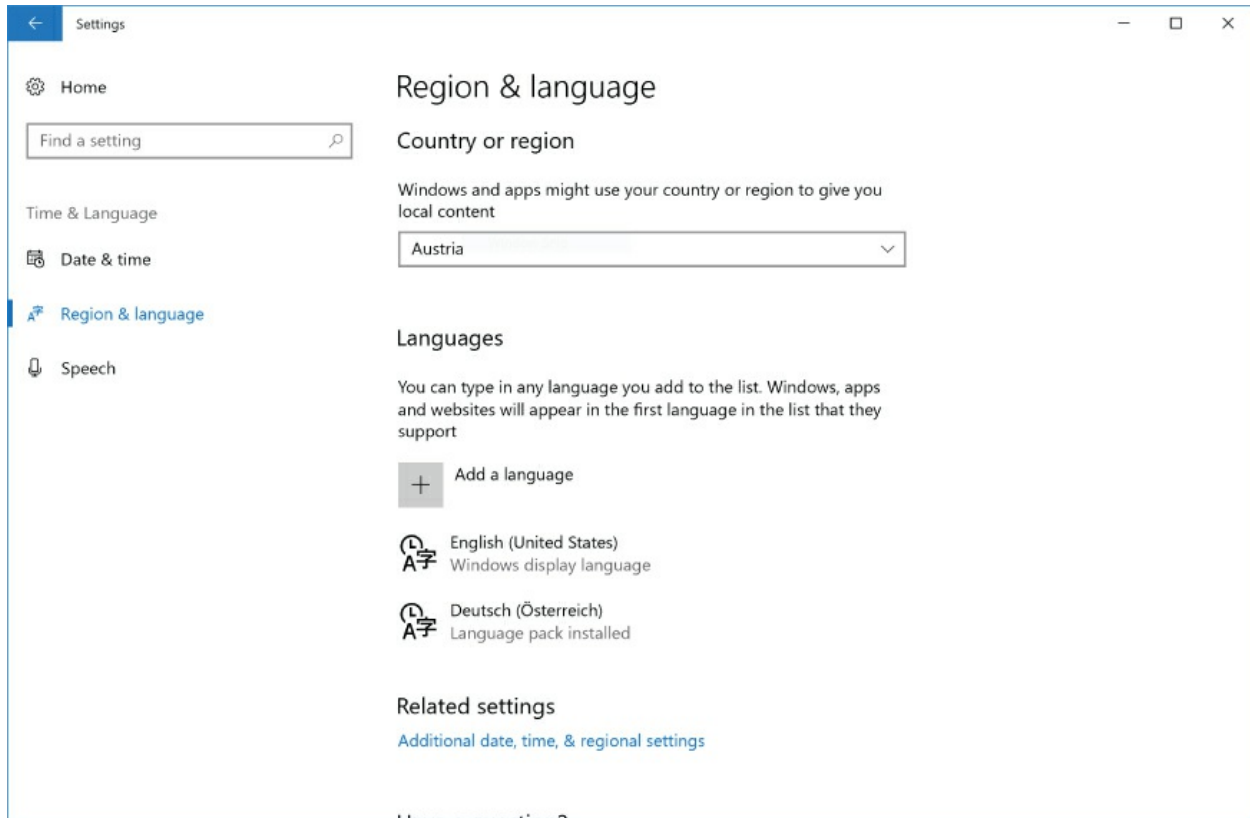 Settings
Home
Find a setting
Time & Language
Date & time
Region & language
Speech
Region & language
Country or region
Windows and apps might use your country or region to give you
local content
Austria
Languages
You can type in any language you add to the list. Windows, apps
and websites will appear in the first language in the list that they
support
Add a language
English (United States)
Windows display language
Deutsch (Österreich)
Language pack installed
Related settings
Additional date, time, & regional settings